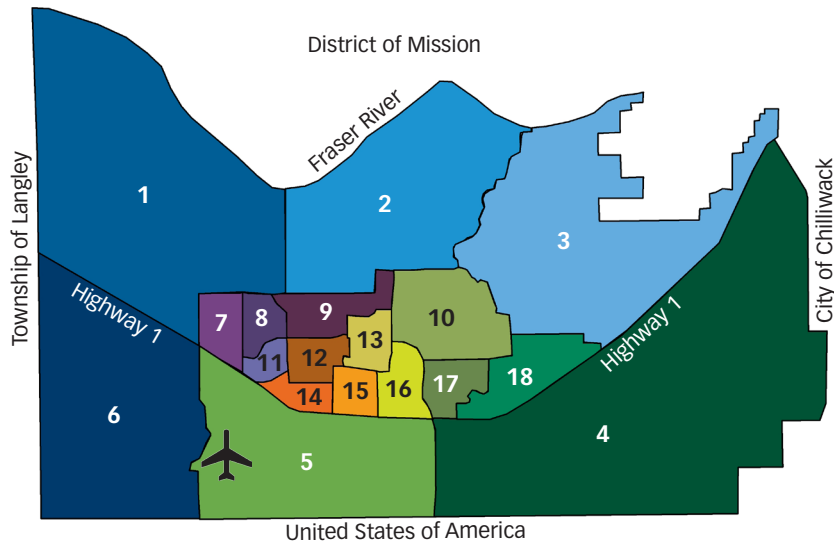 District of Mission
Fraser River
Township of Langley
City of Chilliwack
1
2
3
Highway 1
7
8
9
10
13
11
12
Highway 1
14
15
16
17
18
6
5
4
United States of America